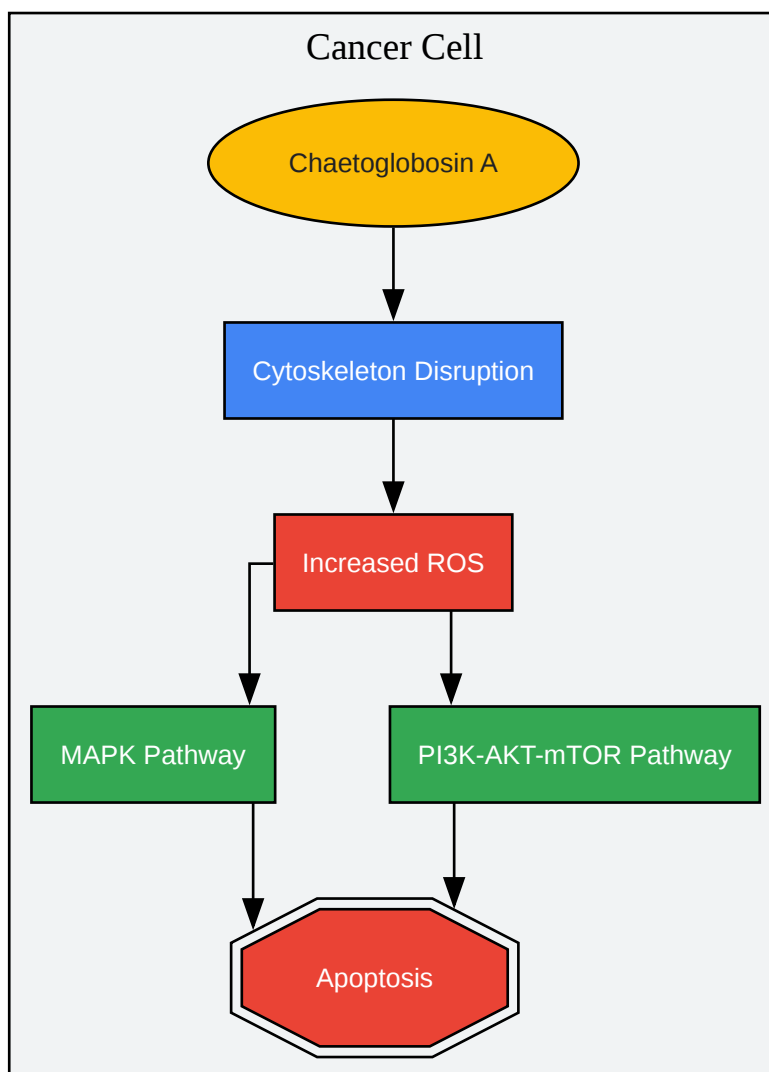 Cancer Cell
Chaetoglobosin A
Cytoskeleton Disruption
Increased ROS
MAPK Pathway
PI3K-AKT-mTOR Pathway
Apoptosis